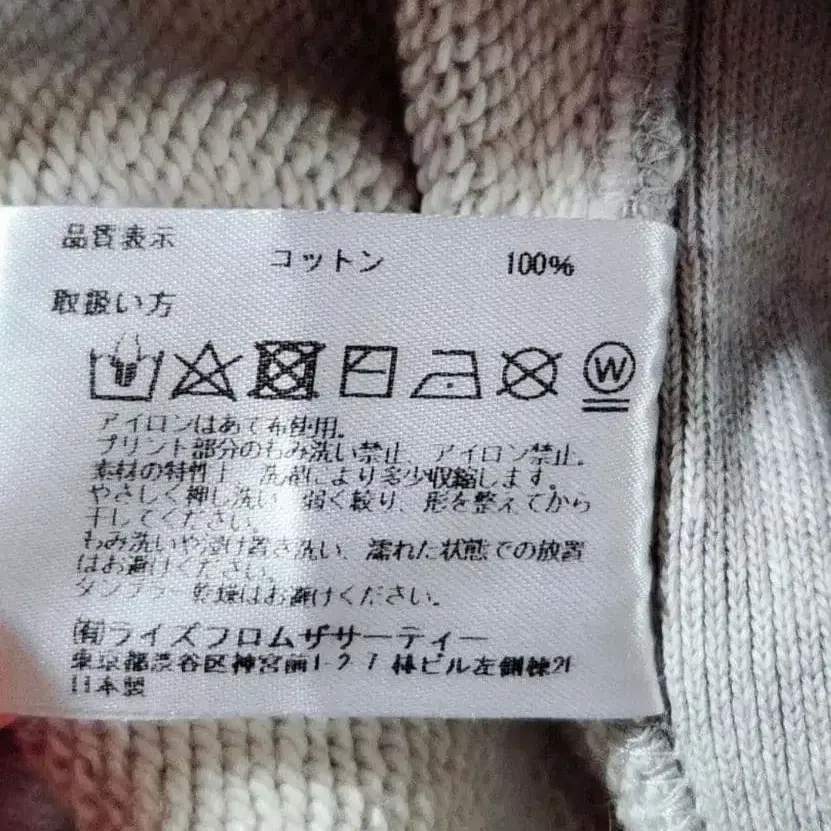 品質表示
コットン 100%
取扱い方
W
アイロンはあて布使用。
プリント部分のもみ洗い禁止、アイロン禁止。
素材の特性上、洗濯により多少収縮します。
やさしく押し洗い、弱く絞り、形を整えてから
干してください。
もみ洗いや浸け置き洗い、濡れた状態での放置
はお避けください。
タンブラー乾燥はお避けください。
(有)ライズフロムザサーティー
東京都渋谷区神宮前1-2-7 林ビル左側棟2F
日本製